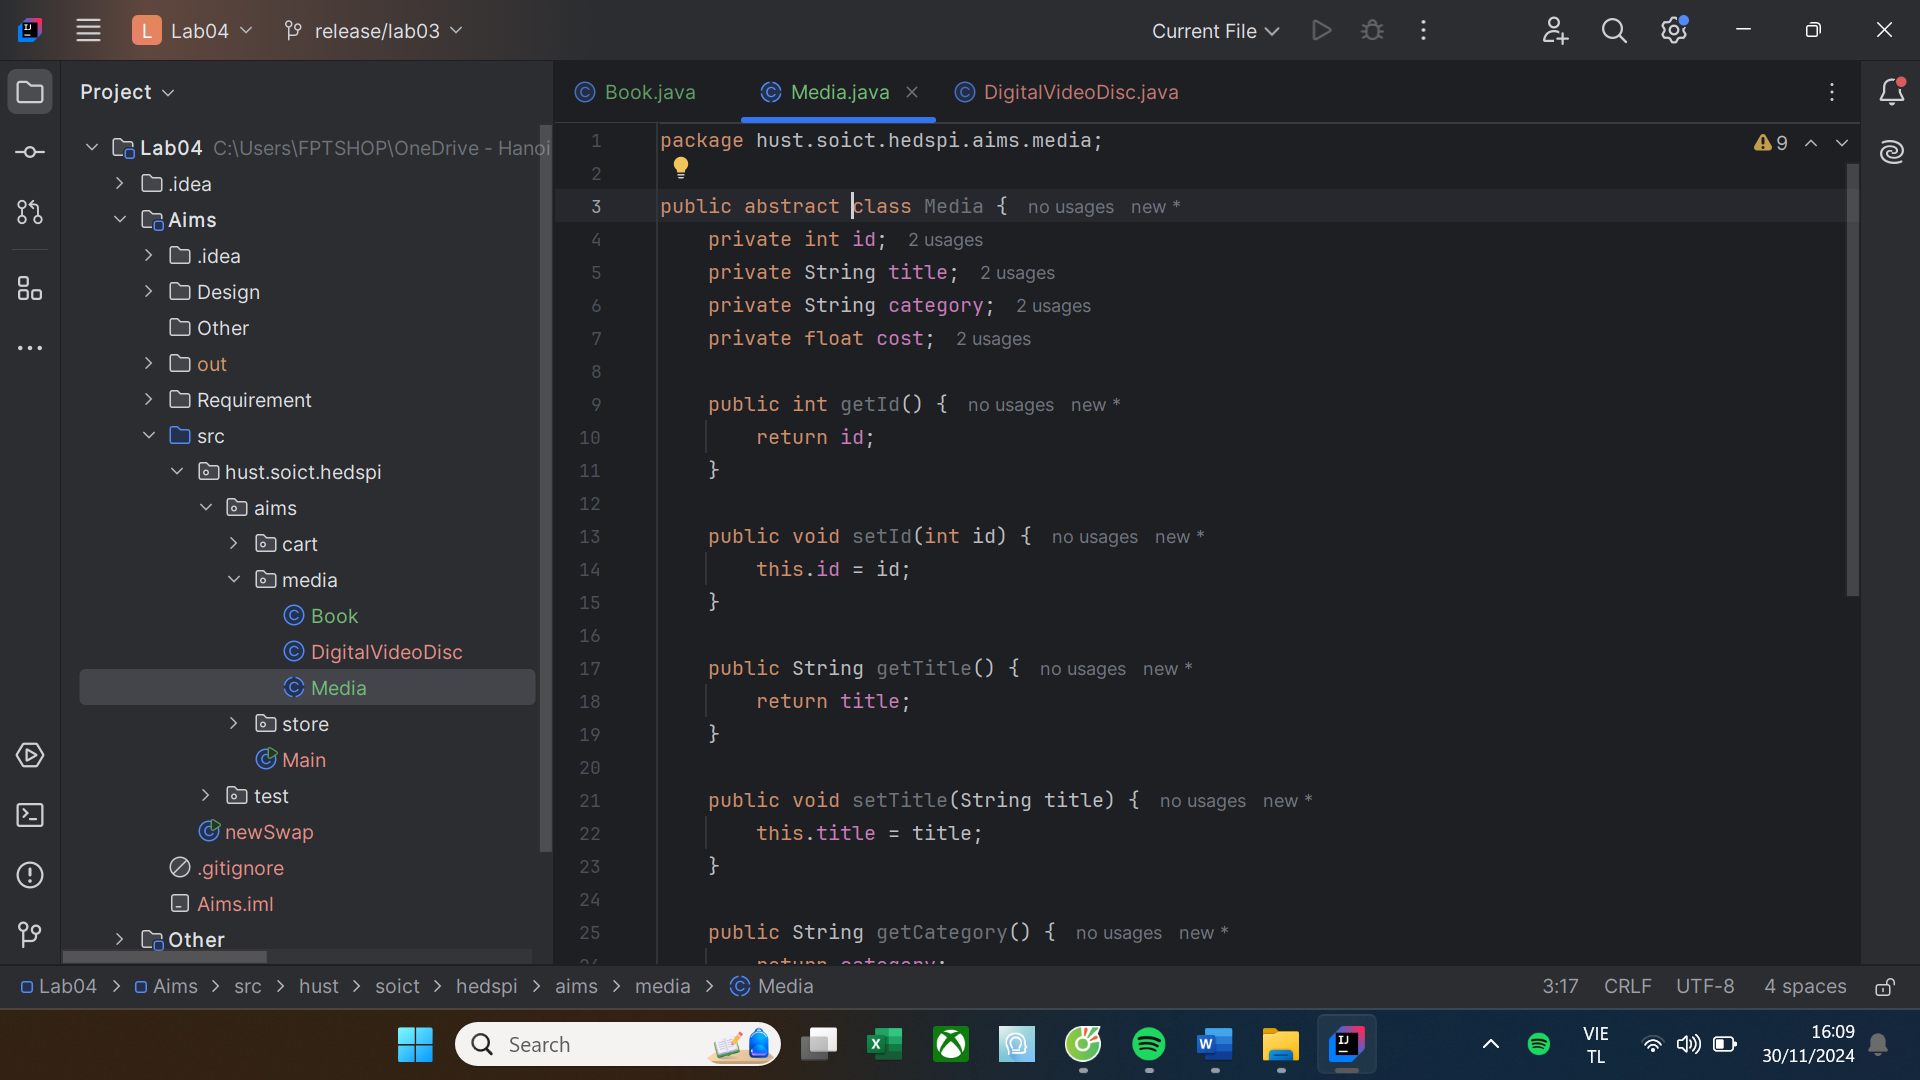 L Lab04 release/lab03 Current File
Project
Book.java Media.java DigitalVideoDisc.java
Lab04 C:\Users\FPTSHOP\OneDrive - Hanoi
.idea
Aims
.idea
Design
Other
out
Requirement
src
hust.soict.hedspi
aims
cart
media
Book
DigitalVideoDisc
Media
store
Main
test
newSwap
.gitignore
Aims.iml
Other
9
1 package hust.soict.hedspi.aims.media;
2
3 public abstract class Media { no usages new *
4 private int id; 2 usages
5 private String title; 2 usages
6 private String category; 2 usages
7 private float cost; 2 usages
8
9 public int getId() { no usages new *
10 return id;
11 }
12
13 public void setId(int id) { no usages new *
14 this.id = id;
15 }
16
17 public String getTitle() { no usages new *
18 return title;
19 }
20
21 public void setTitle(String title) { no usages new *
22 this.title = title;
23 }
24
25 public String getCategory() { no usages new *
26 return category;
Lab04 > Aims > src > hust > soict > hedspi > aims > media > Media 3:17 CRLF UTF-8 4 spaces
Search
VIE
TL
16:09
30/11/2024